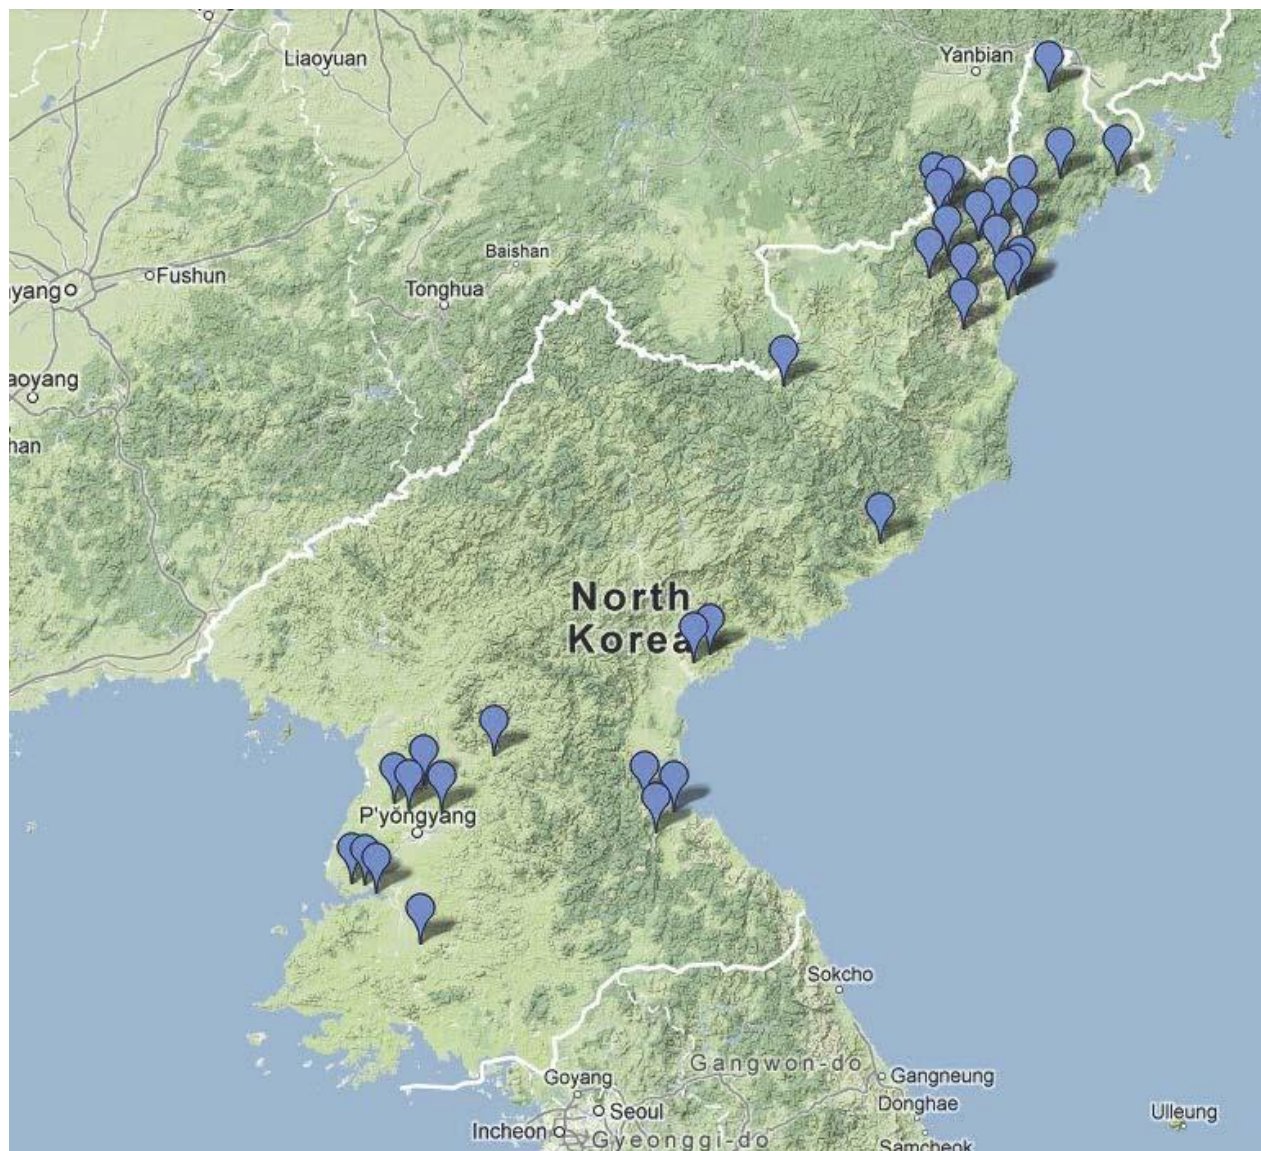 Liaoyuan
Yanbian
Baishan
Fushun
yang
Tonghua
aoyang
han
North
Korea
P'yŏngyang
Sokcho
Gangwon-do
Goyang
Gangneung
Seoul
Donghae
Ulleung
Incheon
Gyeonggi-do
Samcheok